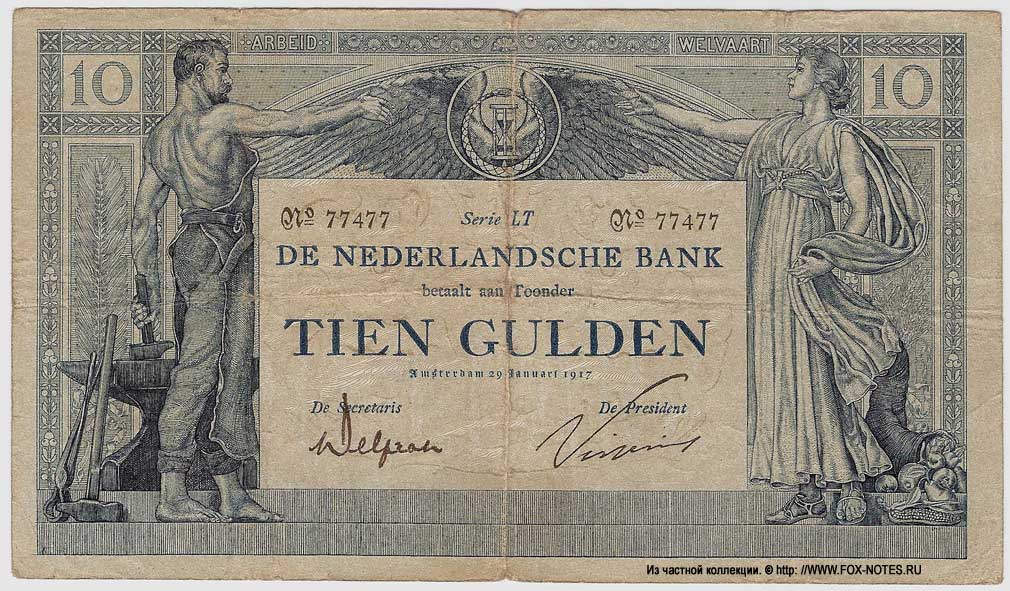 ARBEID WELVAART
10 10
Nº 77477 Serie LT Nº 77477
DE NEDERLANDSCHE BANK
betaalt aan Toonder
TIEN GULDEN
Amsterdam 29 Januari 1917
De Secretaris De President
Из частной коллекции. © http: //WWW.FOX-NOTES.RU